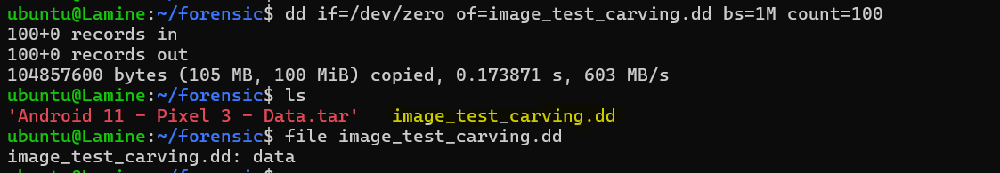 ubuntu@Lamine:~/forensic$ dd if=/dev/zero of=image_test_carving.dd bs=1M count=100
100+0 records in
100+0 records out
104857600 bytes (105 MB, 100 MiB) copied, 0.173871 s, 603 MB/s
ubuntu@Lamine:~/forensic$ ls
'Android 11 - Pixel 3 - Data.tar'   image_test_carving.dd
ubuntu@Lamine:~/forensic$ file image_test_carving.dd
image_test_carving.dd: data